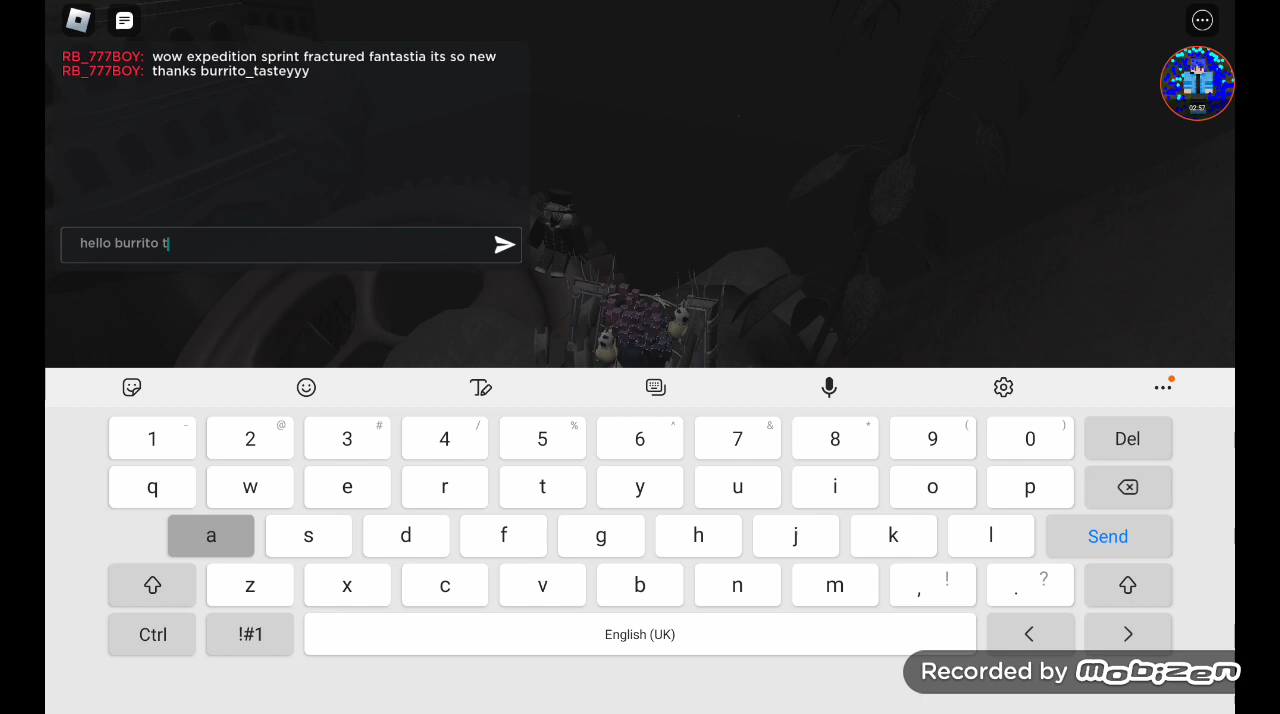 RB_777BOY: wow expedition sprint fractured fantastia its so new
RB_777BOY: thanks burrito_tasteyyy
02:57
hello burrito t
1 - 2 @ 3 # 4 / 5 % 6 ^ 7 & 8 * 9 ( 0 ) Del
q w e r t y u i o p
a s d f g h j k l Send
z x c v b n m , ! . ?
Ctrl !#1 English (UK) < >
Recorded by mobizen